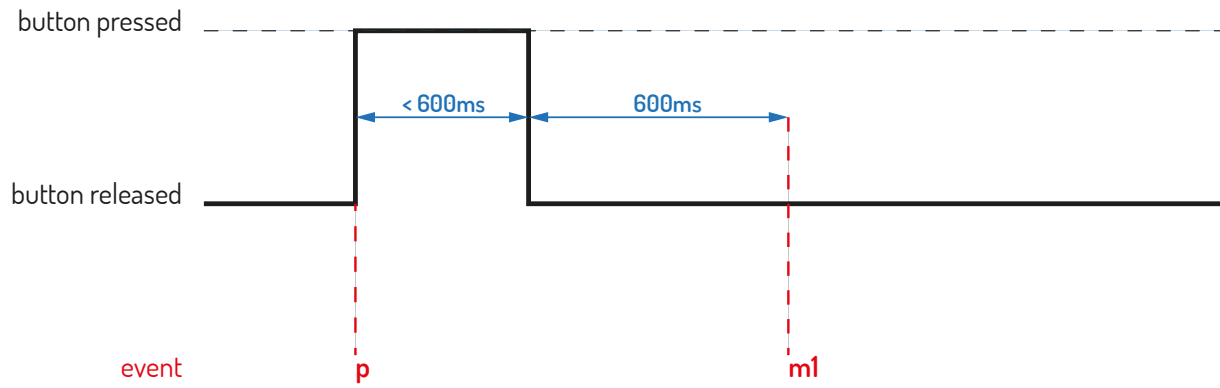 button pressed
< 600ms
600ms
button released
event
p
m1